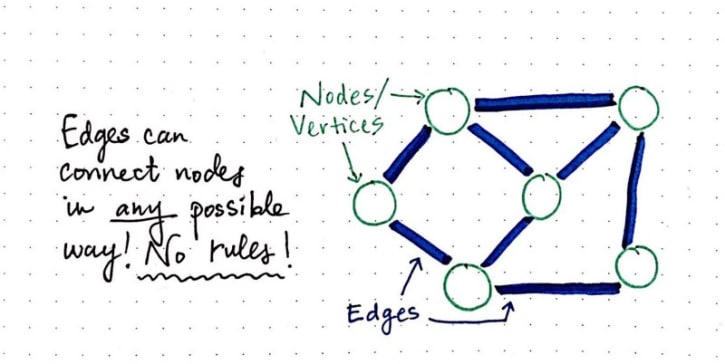 Edges can
connect nodes
in any possible
way! No rules!
Nodes/
Vertices
Edges